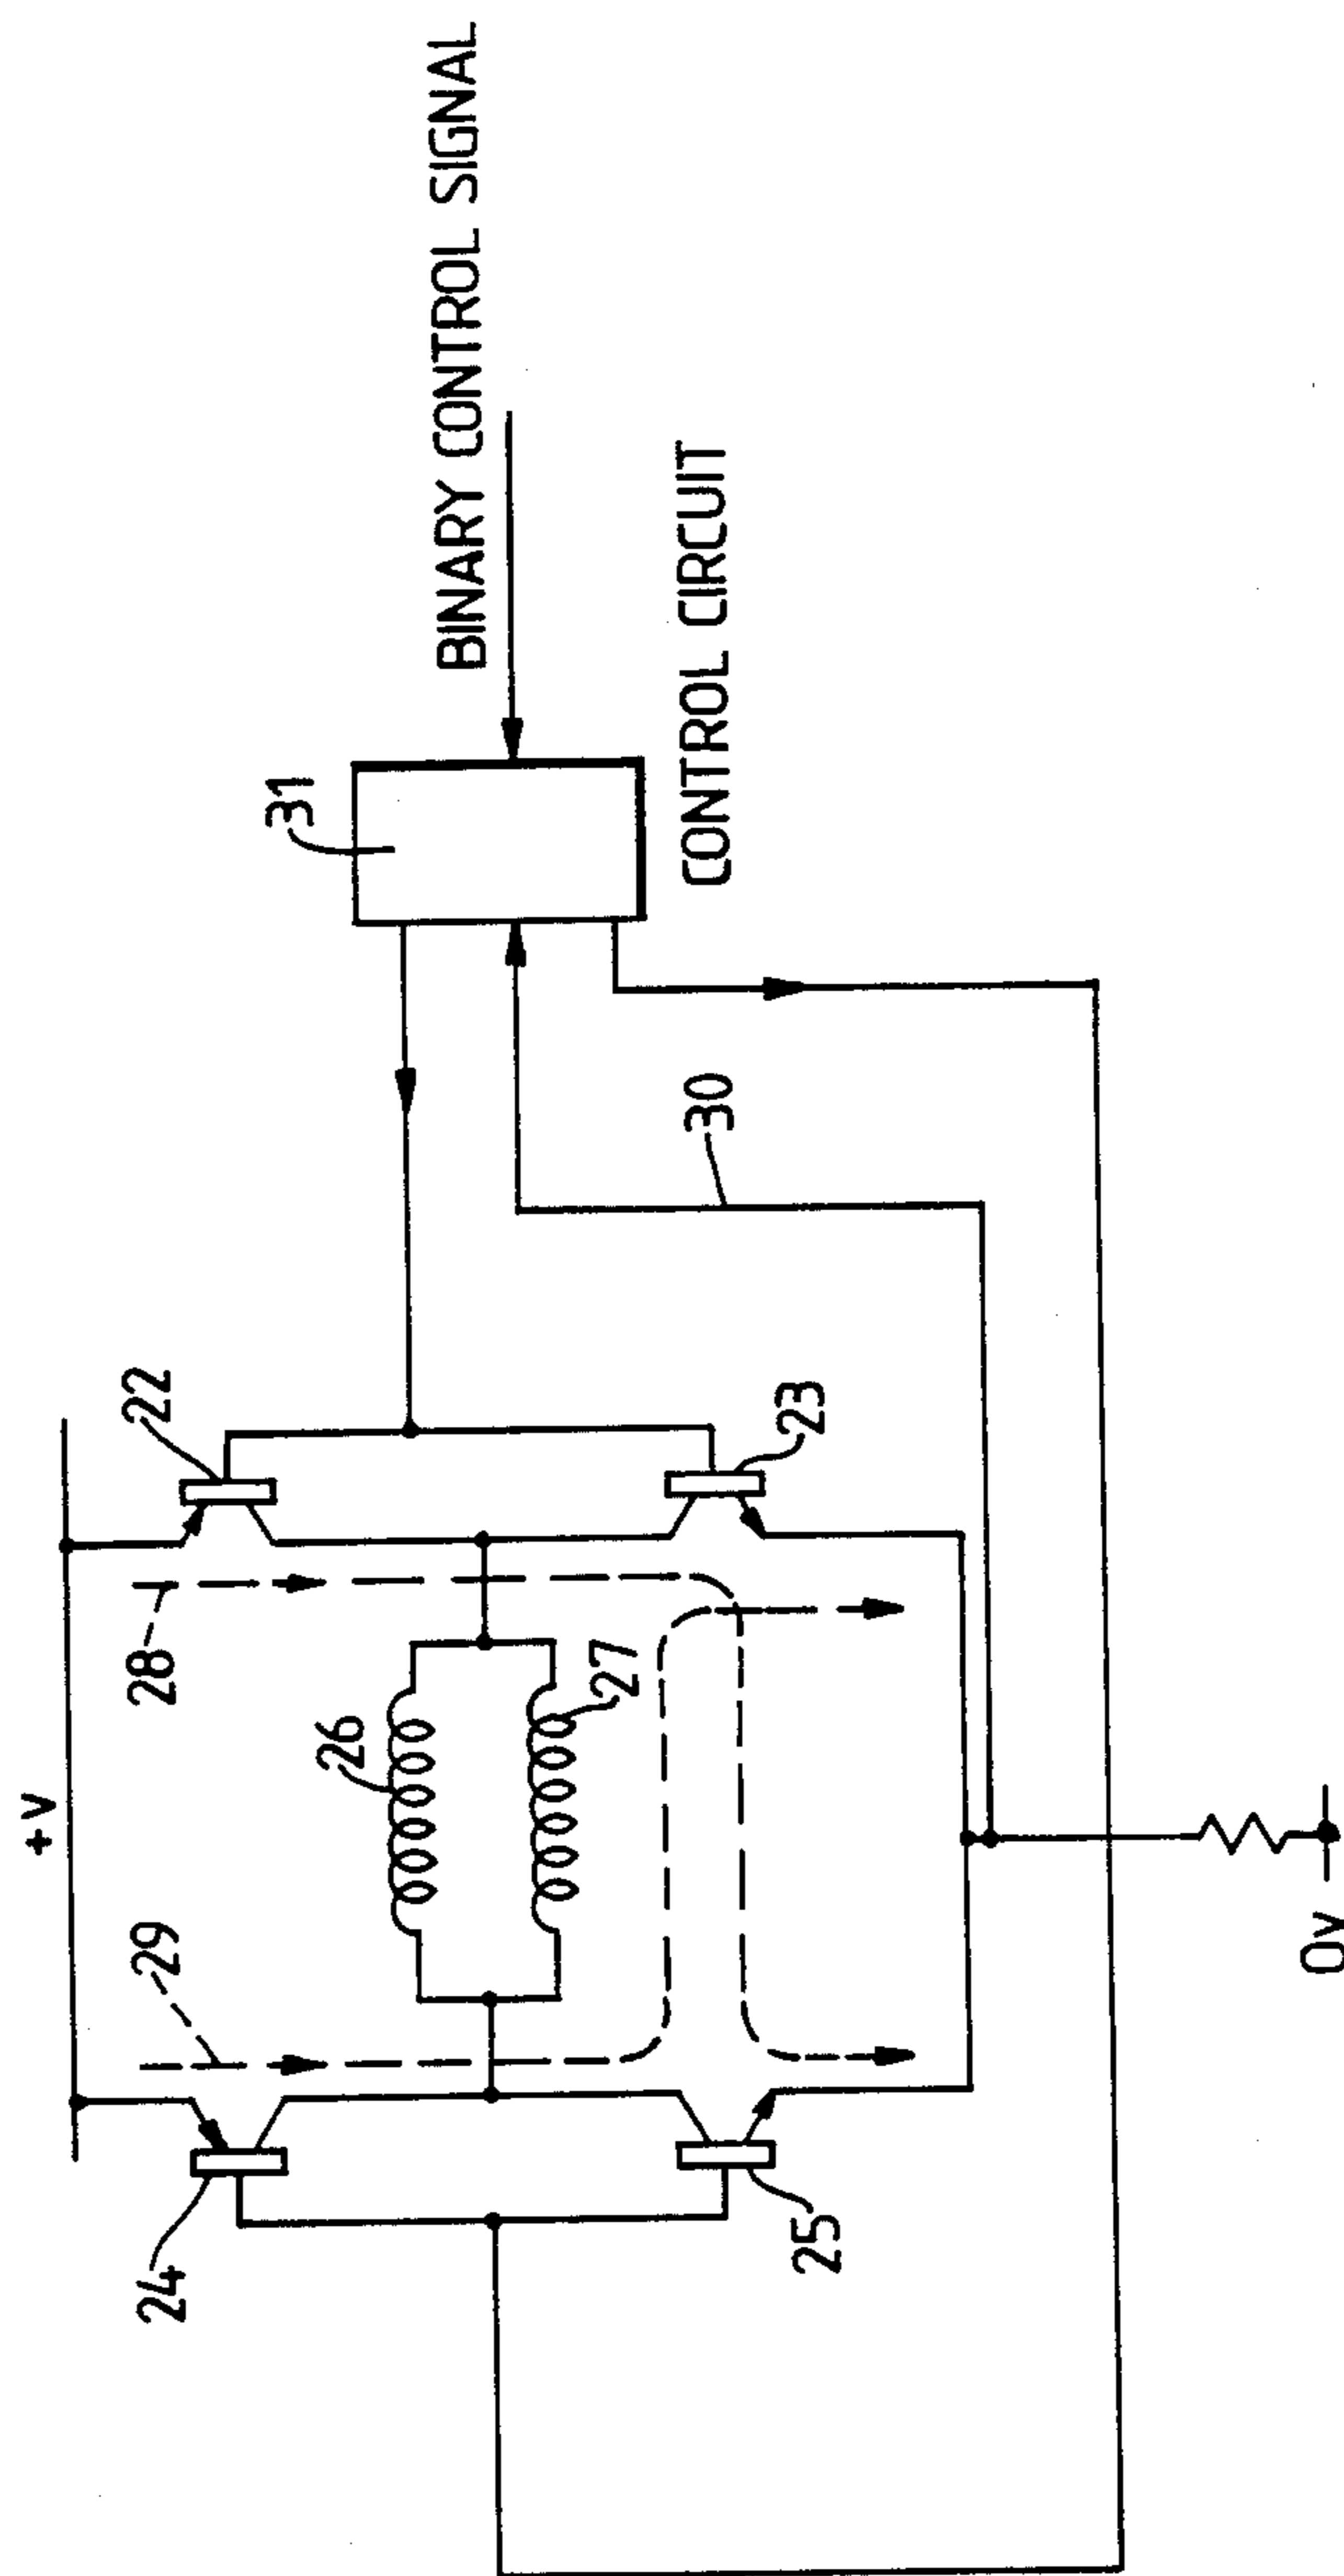 +V
24
29
28
22
26
27
25
23
30
31
BINARY CONTROL SIGNAL
CONTROL CIRCUIT
0v